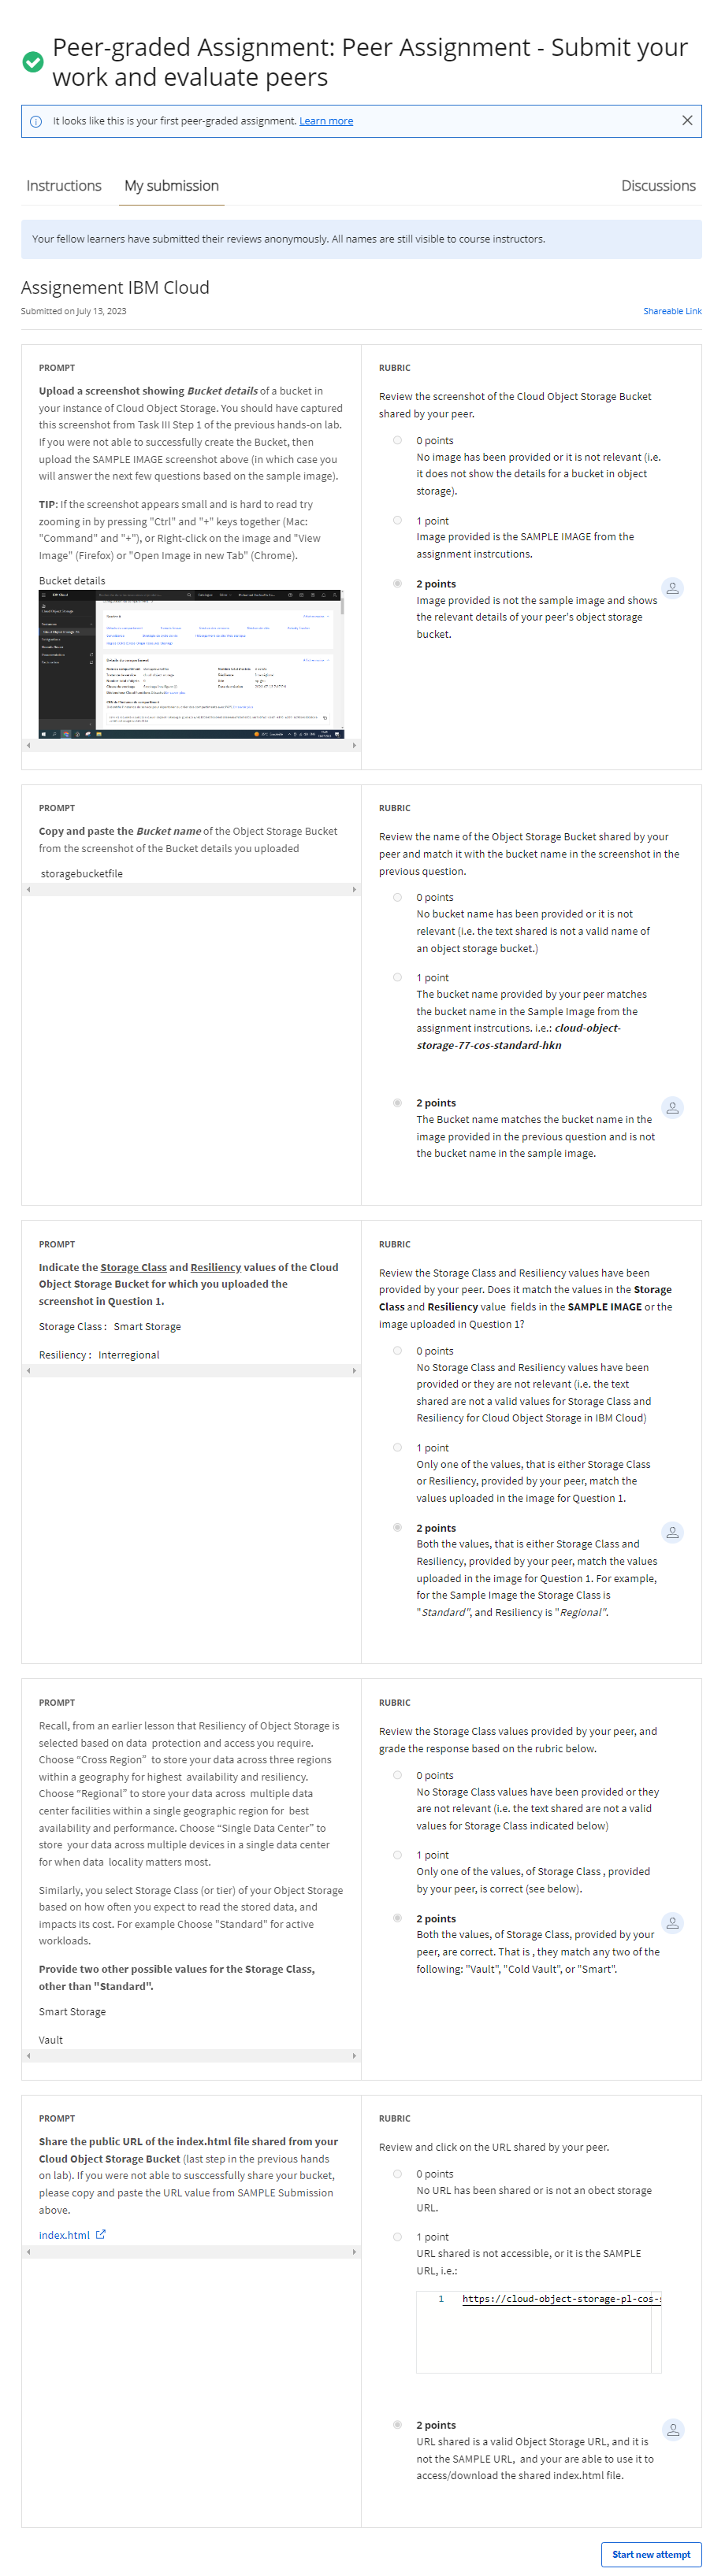 Peer-graded Assignment: Peer Assignment - Submit your
work and evaluate peers
It looks like this is your first peer-graded assignment. Learn more
Instructions
My submission
Discussions
Your fellow learners have submitted their reviews anonymously. All names are still visible to course instructors.
Assignement IBM Cloud
Submitted on July 13, 2023
Shareable Link
PROMPT
Upload a screenshot showing Bucket details of a bucket in
your instance of Cloud Object Storage. You should have captured
this screenshot from Task III Step 1 of the previous hands-on lab.
If you were not able to successfully create the Bucket, then
upload the SAMPLE IMAGE screenshot above (in which case you
will answer the next few questions based on the sample image).
TIP: If the screenshot appears small and is hard to read try
zooming in by pressing "Ctrl" and "+" keys together (Mac:
"Command" and "+"), or Right-click on the image and "View
Image" (Firefox) or "Open Image in new Tab" (Chrome).
Bucket details
RUBRIC
Review the screenshot of the Cloud Object Storage Bucket
shared by your peer.
0 points
No image has been provided or it is not relevant (i.e.
it does not show the details for a bucket in object
storage).
1 point
Image provided is the SAMPLE IMAGE from the
assignment instrcutions.
2 points
Image provided is not the sample image and shows
the relevant details of your peer's object storage
bucket.
PROMPT
Copy and paste the Bucket name of the Object Storage Bucket
from the screenshot of the Bucket details you uploaded
storagebucketfile
RUBRIC
Review the name of the Object Storage Bucket shared by your
peer and match it with the bucket name in the screenshot in the
previous question.
0 points
No bucket name has been provided or it is not
relevant (i.e. the text shared is not a valid name of
an object storage bucket.)
1 point
The bucket name provided by your peer matches
the bucket name in the Sample Image from the
assignment instrcutions. i.e.: cloud-object-
storage-77-cos-standard-hkn
2 points
The Bucket name matches the bucket name in the
image provided in the previous question and is not
the bucket name in the sample image.
PROMPT
Indicate the Storage Class and Resiliency values of the Cloud
Object Storage Bucket for which you uploaded the
screenshot in Question 1.
Storage Class : Smart Storage
Resiliency : Interregional
RUBRIC
Review the Storage Class and Resiliency values have been
provided by your peer. Does it match the values in the Storage
Class and Resiliency value fields in the SAMPLE IMAGE or the
image uploaded in Question 1?
0 points
No Storage Class and Resiliency values have been
provided or they are not relevant (i.e. the text
shared are not a valid values for Storage Class and
Resiliency for Cloud Object Storage in IBM Cloud)
1 point
Only one of the values, that is either Storage Class
or Resiliency, provided by your peer, match the
values uploaded in the image for Question 1.
2 points
Both the values, that is either Storage Class and
Resiliency, provided by your peer, match the values
uploaded in the image for Question 1. For example,
for the Sample Image the Storage Class is
"Standard", and Resiliency is "Regional".
PROMPT
Recall, from an earlier lesson that Resiliency of Object Storage is
selected based on data protection and access you require.
Choose “Cross Region” to store your data across three regions
within a geography for highest availability and resiliency.
Choose “Regional” to store your data across multiple data
center facilities within a single geographic region for best
availability and performance. Choose “Single Data Center” to
store your data across multiple devices in a single data center
for when data locality matters most.
Similarly, you select Storage Class (or tier) of your Object Storage
based on how often you expect to read the stored data, and
impacts its cost. For example Choose "Standard" for active
workloads.
Provide two other possible values for the Storage Class,
other than "Standard".
Smart Storage
Vault
RUBRIC
Review the Storage Class values provided by your peer, and
grade the response based on the rubric below.
0 points
No Storage Class values have been provided or they
are not relevant (i.e. the text shared are not a valid
values for Storage Class indicated below)
1 point
Only one of the values, of Storage Class , provided
by your peer, is correct (see below).
2 points
Both the values, of Storage Class, provided by your
peer, are correct. That is , they match any two of the
following: "Vault", "Cold Vault", or "Smart".
PROMPT
Share the public URL of the index.html file shared from your
Cloud Object Storage Bucket (last step in the previous hands
on lab). If you were not able to susccessfully share your bucket,
please copy and paste the URL value from SAMPLE Submission
above.
index.html
RUBRIC
Review and click on the URL shared by your peer.
0 points
No URL has been shared or is not an obect storage
URL.
1 point
URL shared is not accessible, or it is the SAMPLE
URL, i.e.:
1 https://cloud-object-storage-pl-cos-s
2 points
URL shared is a valid Object Storage URL, and it is
not the SAMPLE URL, and your are able to use it to
access/download the shared index.html file.
Start new attempt